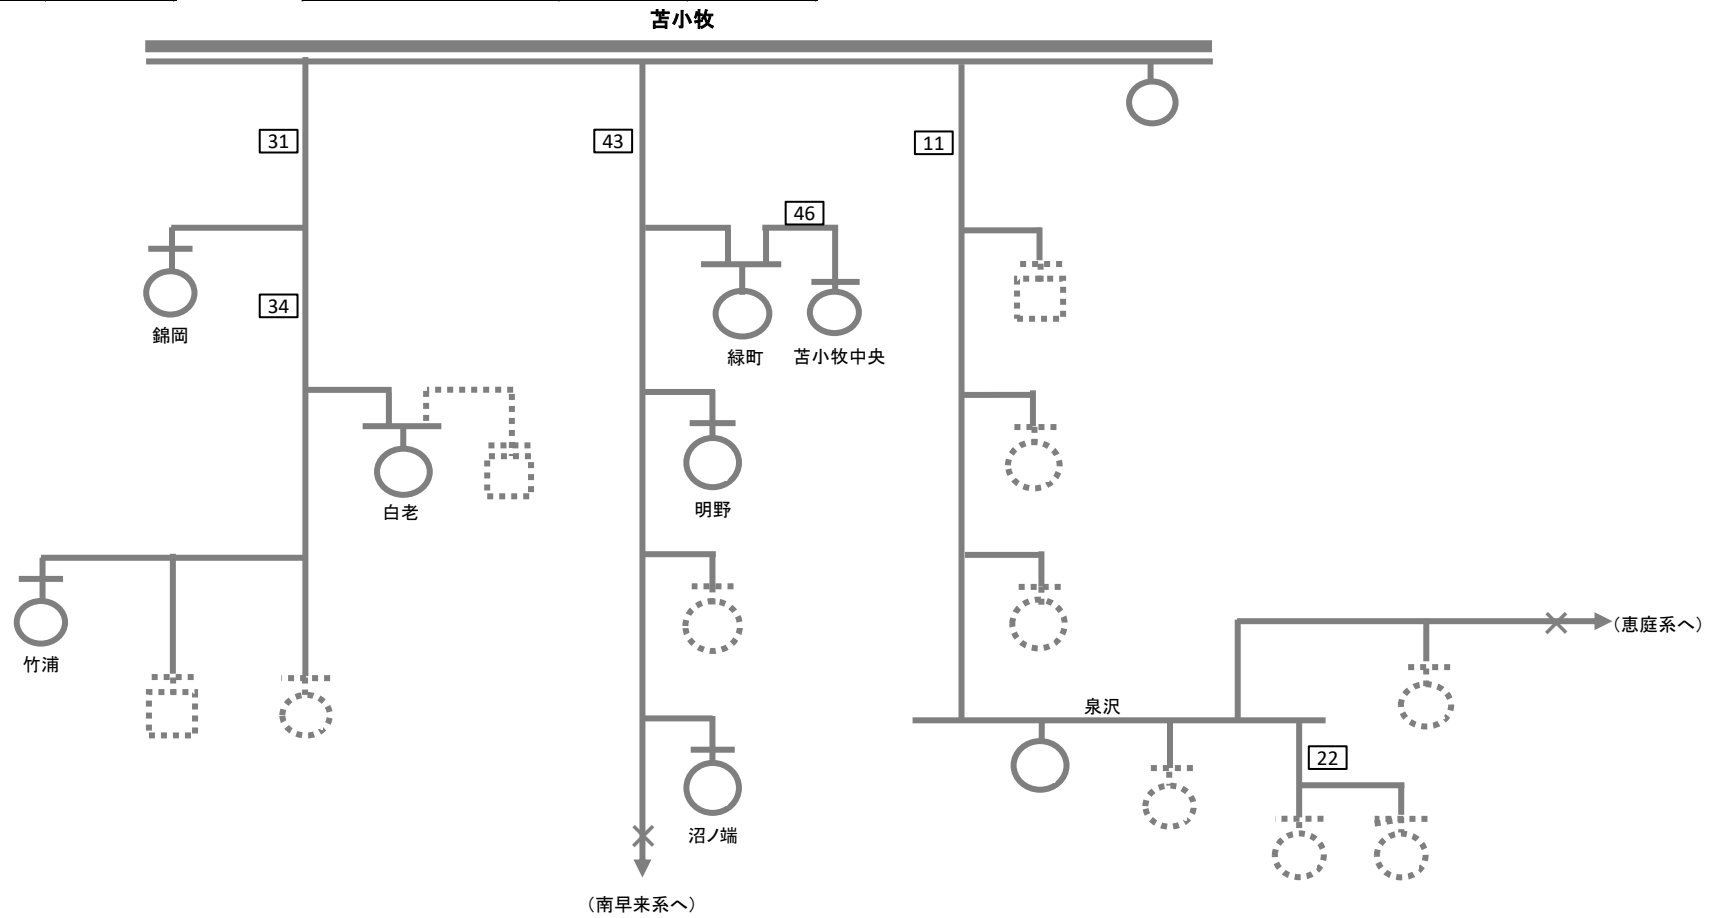 苫小牧
31
43
11
46
錦岡
34
緑町
苫小牧中央
白老
明野
竹浦
(恵庭系へ)
泉沢
22
沼ノ端
(南早来系へ)